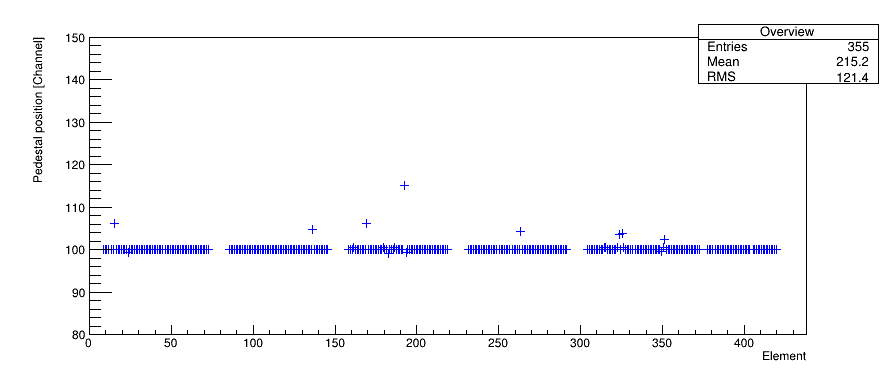 Overview
Entries 355
Mean 215.2
RMS 121.4
Pedestal position [Channel]
150
140
130
120
110
100
90
80
0 50 100 150 200 250 300 350 400
Element